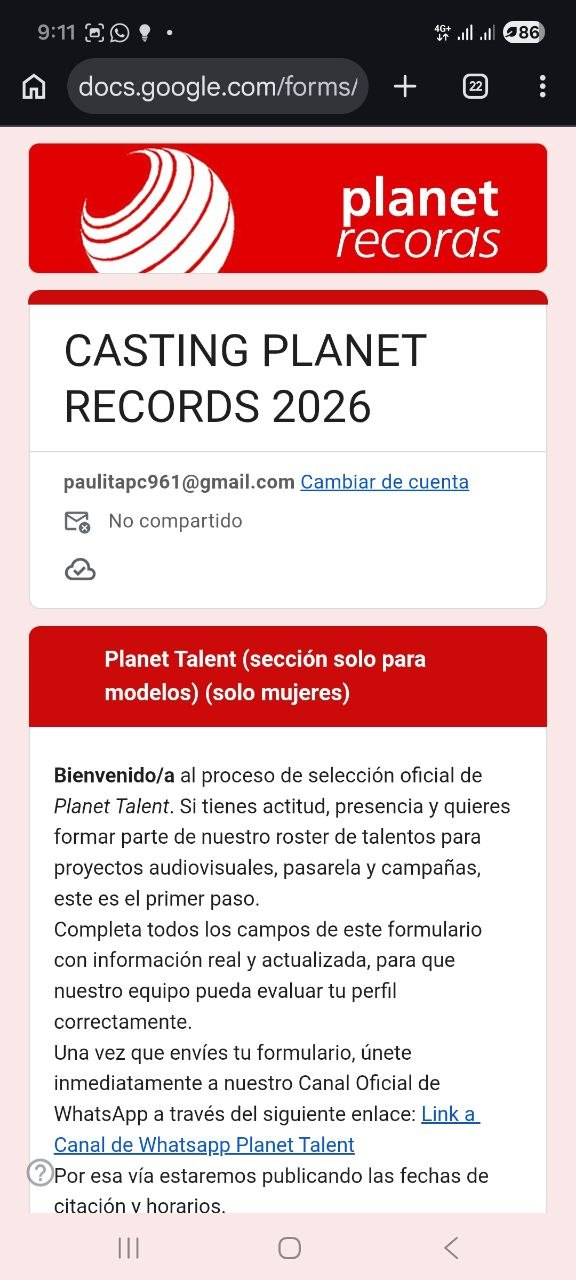 9:11
4G+
86
docs.google.com/forms/
22
planet
records
CASTING PLANET
RECORDS 2026
paulitapc961@gmail.com Cambiar de cuenta
No compartido
Planet Talent (sección solo para
modelos) (solo mujeres)
Bienvenido/a al proceso de selección oficial de
Planet Talent. Si tienes actitud, presencia y quieres
formar parte de nuestro roster de talentos para
proyectos audiovisuales, pasarela y campañas,
este es el primer paso.
Completa todos los campos de este formulario
con información real y actualizada, para que
nuestro equipo pueda evaluar tu perfil
correctamente.
Una vez que envíes tu formulario, únete
inmediatamente a nuestro Canal Oficial de
WhatsApp a través del siguiente enlace: Link a
Canal de Whatsapp Planet Talent
Por esa vía estaremos publicando las fechas de
citación y horarios.